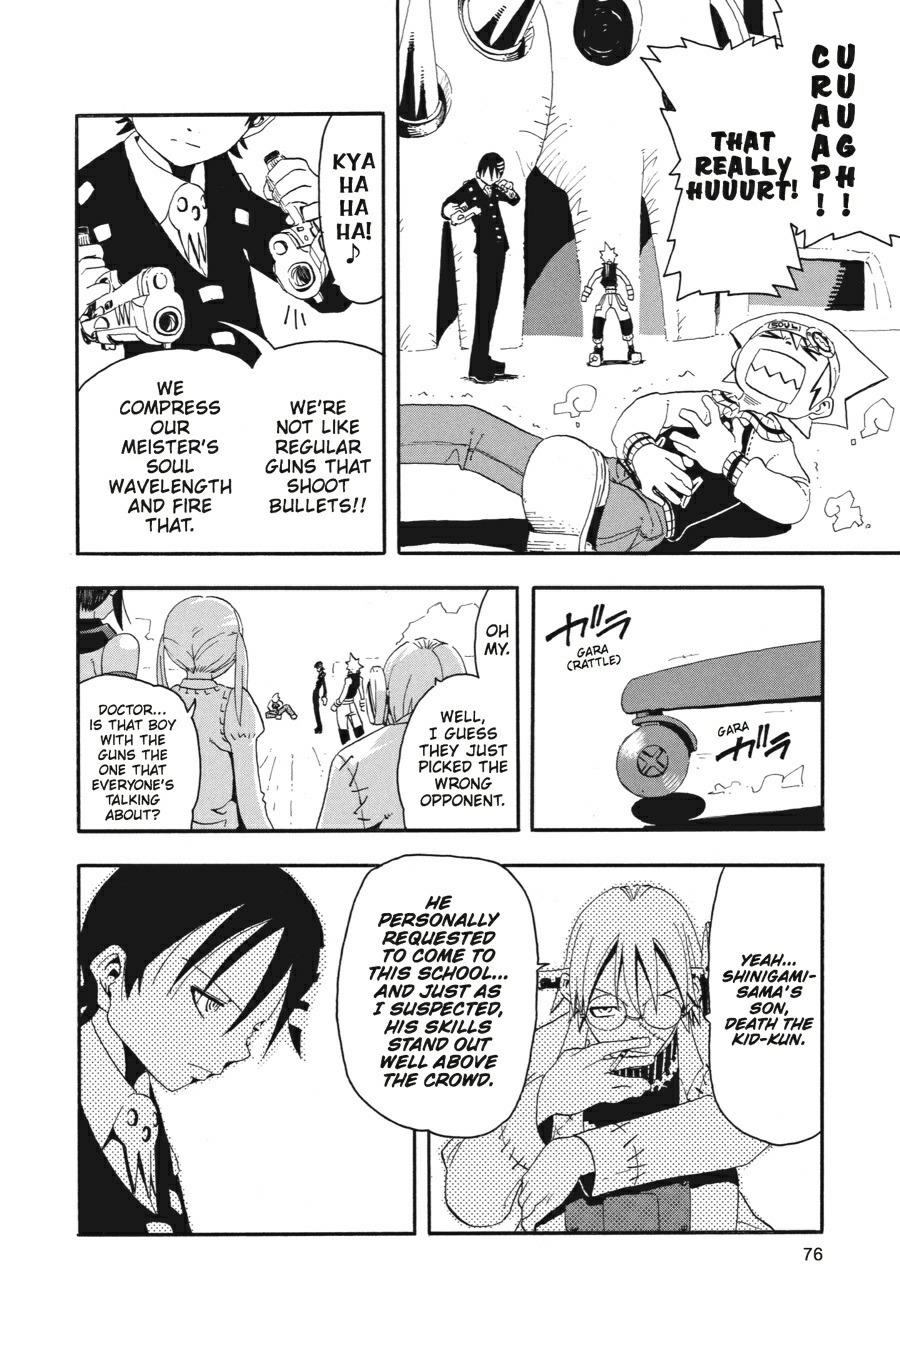 UUUGH!
CRAAAP!
THAT
REALLY
HUUURT!
SOUL
KYA
HA
HA
HA!
♪
WE'RE
NOT LIKE
REGULAR
GUNS THAT
SHOOT
BULLETS!!
WE
COMPRESS
OUR
MEISTER'S
SOUL
WAVELENGTH
AND FIRE
THAT.
ガラ
GARA
(RATTLE)
GARA
ガラ
OH
MY.
WELL,
I GUESS
THEY JUST
PICKED THE
WRONG
OPPONENT.
DOCTOR...
IS THAT BOY
WITH THE
GUNS THE
ONE THAT
EVERYONE'S
TALKING
ABOUT?
YEAH...
SHINIGAMI-
SAMA'S
SON,
DEATH THE
KID-KUN.
HE
PERSONALLY
REQUESTED
TO COME TO
THIS SCHOOL...
AND JUST AS
I SUSPECTED,
HIS SKILLS
STAND OUT
WELL ABOVE
THE CROWD.
76